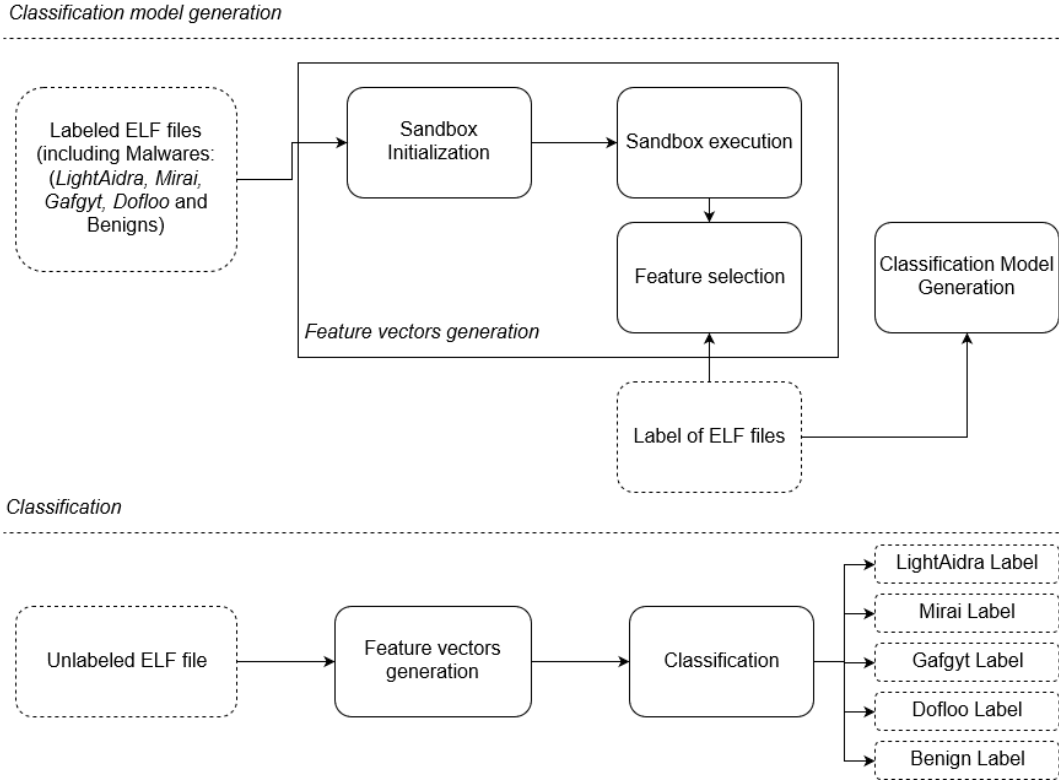 Classification model generation
Labeled ELF files
(including Malwares:
(LightAidra, Mirai,
Gafgyt, Dofloo and
Benigns)
Sandbox
Initialization
Sandbox execution
Feature selection
Feature vectors generation
Classification Model
Generation
Label of ELF files
Classification
Unlabeled ELF file
Feature vectors
generation
Classification
LightAidra Label
Mirai Label
Gafgyt Label
Dofloo Label
Benign Label